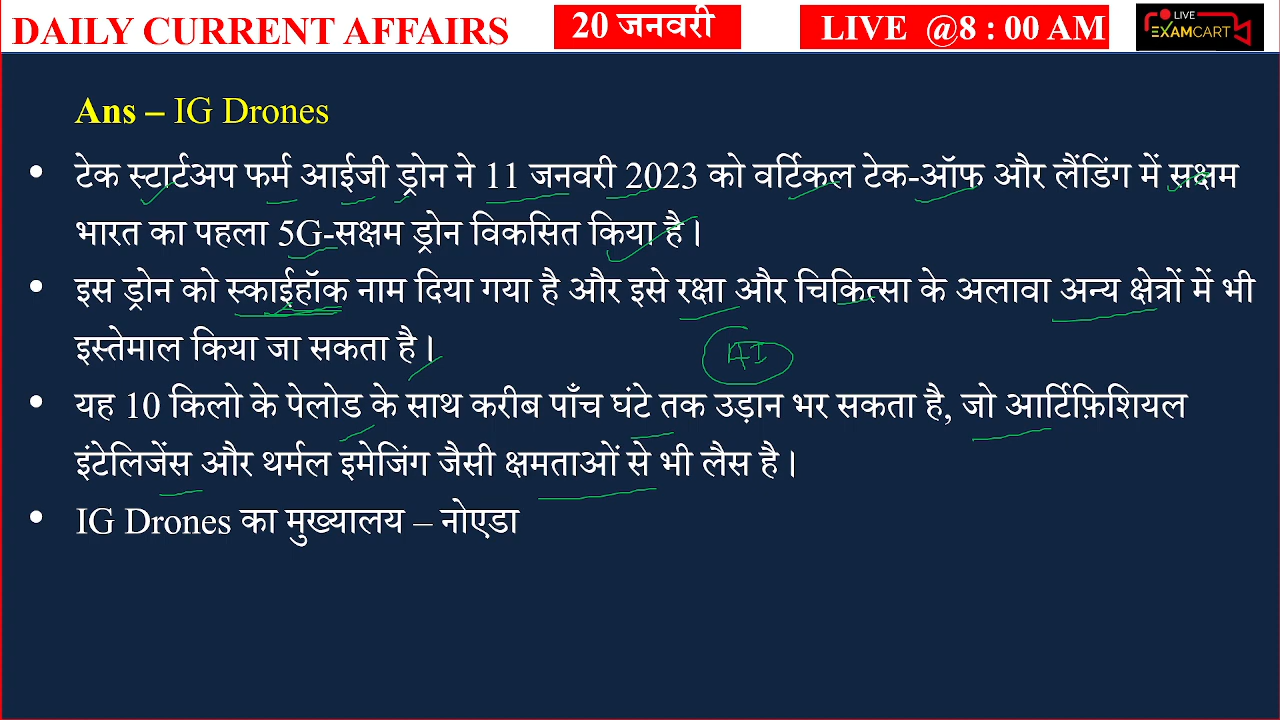 DAILY CURRENT AFFAIRS
20 जनवरी
LIVE @8 : 00 AM
LIVE
EXAMCART
Ans – IG Drones
• टेक स्टार्टअप फर्म आईजी ड्रोन ने 11 जनवरी 2023 को वर्टिकल टेक-ऑफ और लैंडिंग में सक्षम
भारत का पहला 5G-सक्षम ड्रोन विकसित किया है।
• इस ड्रोन को स्काईहॉक नाम दिया गया है और इसे रक्षा और चिकित्सा के अलावा अन्य क्षेत्रों में भी
इस्तेमाल किया जा सकता है।
• यह 10 किलो के पेलोड के साथ करीब पाँच घंटे तक उड़ान भर सकता है, जो आर्टिफ़िशियल
इंटेलिजेंस और थर्मल इमेजिंग जैसी क्षमताओं से भी लैस है।
• IG Drones का मुख्यालय – नोएडा